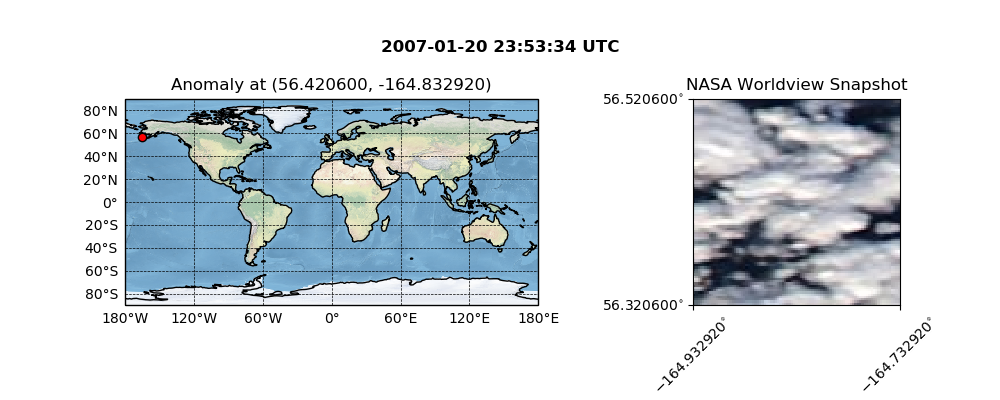 2007-01-20 23:53:34 UTC
Anomaly at (56.420600, -164.832920)
80°N
60°N
40°N
20°N
0°
20°S
40°S
60°S
80°S
180°W 120°W 60°W 0° 60°E 120°E 180°E
NASA Worldview Snapshot
56.520600°
56.320600°
−164.932920°
−164.732920°